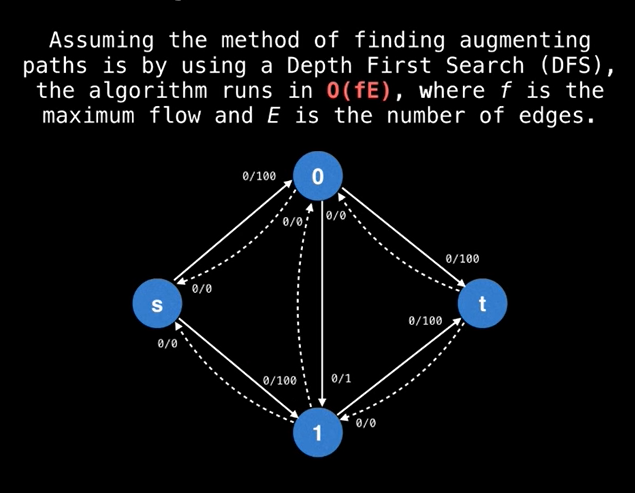 Assuming the method of finding augmenting
paths is by using a Depth First Search (DFS),
the algorithm runs in O(fE), where f is the
maximum flow and E is the number of edges.
0/100
0
0/0
0/0
0/100
s
0/0
t
0/100
0/0
0/100
0/1
1
0/0